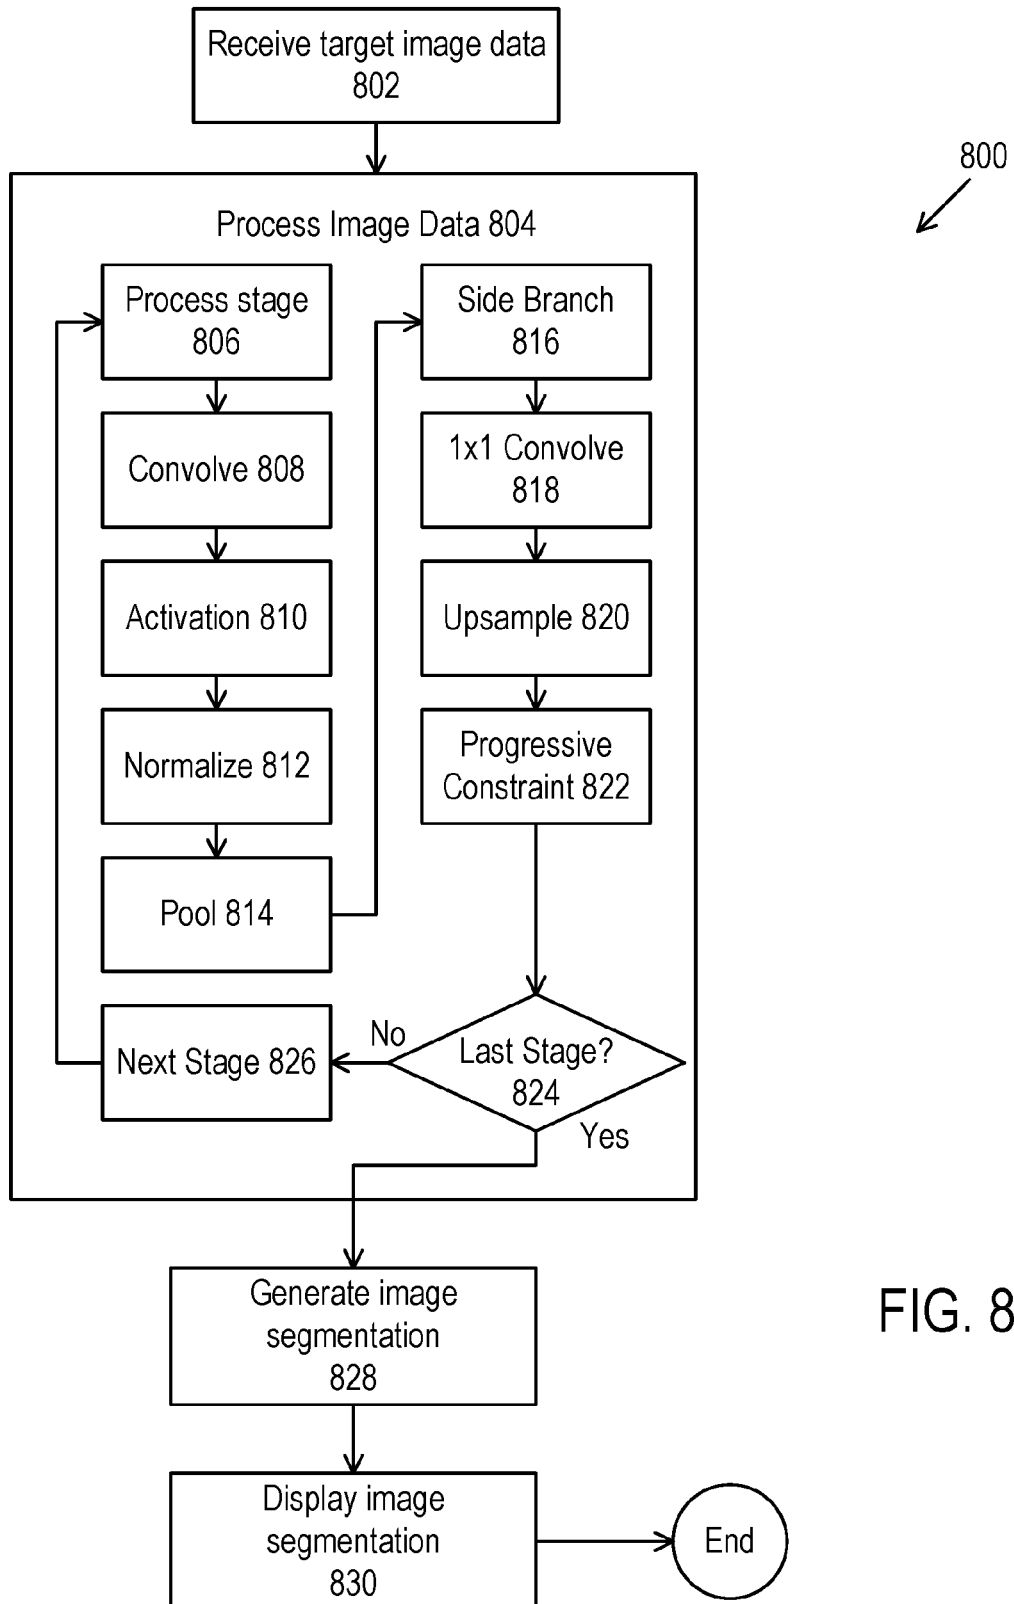 Receive target image data
802
800
Process Image Data 804
Process stage
806
Convolve 808
Activation 810
Normalize 812
Pool 814
Side Branch
816
1x1 Convolve
818
Upsample 820
Progressive
Constraint 822
Last Stage?
824
No
Yes
Next Stage 826
Generate image
segmentation
828
Display image
segmentation
830
End
FIG. 8